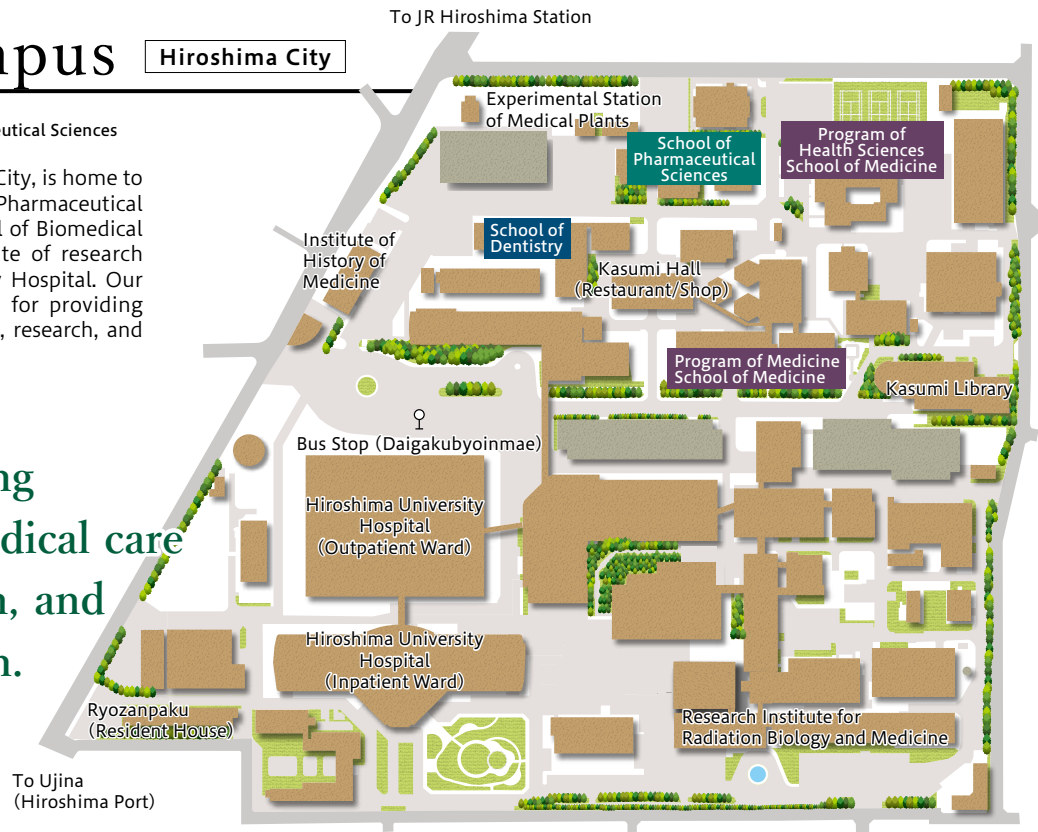 To JR Hiroshima Station
Hiroshima City
Experimental Station
of Medical Plants
School of
Pharmaceutical
Sciences
Program of
Health Sciences
School of Medicine
City, is home to
Pharmaceutical
of Biomedical
te of research
Hospital. Our
for providing
, research, and
School of
Dentistry
Institute of
History of
Medicine
Kasumi Hall
(Restaurant/Shop)
Program of Medicine
School of Medicine
Kasumi Library
Bus Stop (Daigakubyoinmae)
ng
dical care
n, and
n.
Hiroshima University
Hospital
(Outpatient Ward)
Hiroshima University
Hospital
(Inpatient Ward)
Ryozanpaku
(Resident House)
Research Institute for
Radiation Biology and Medicine
To Ujina
(Hiroshima Port)